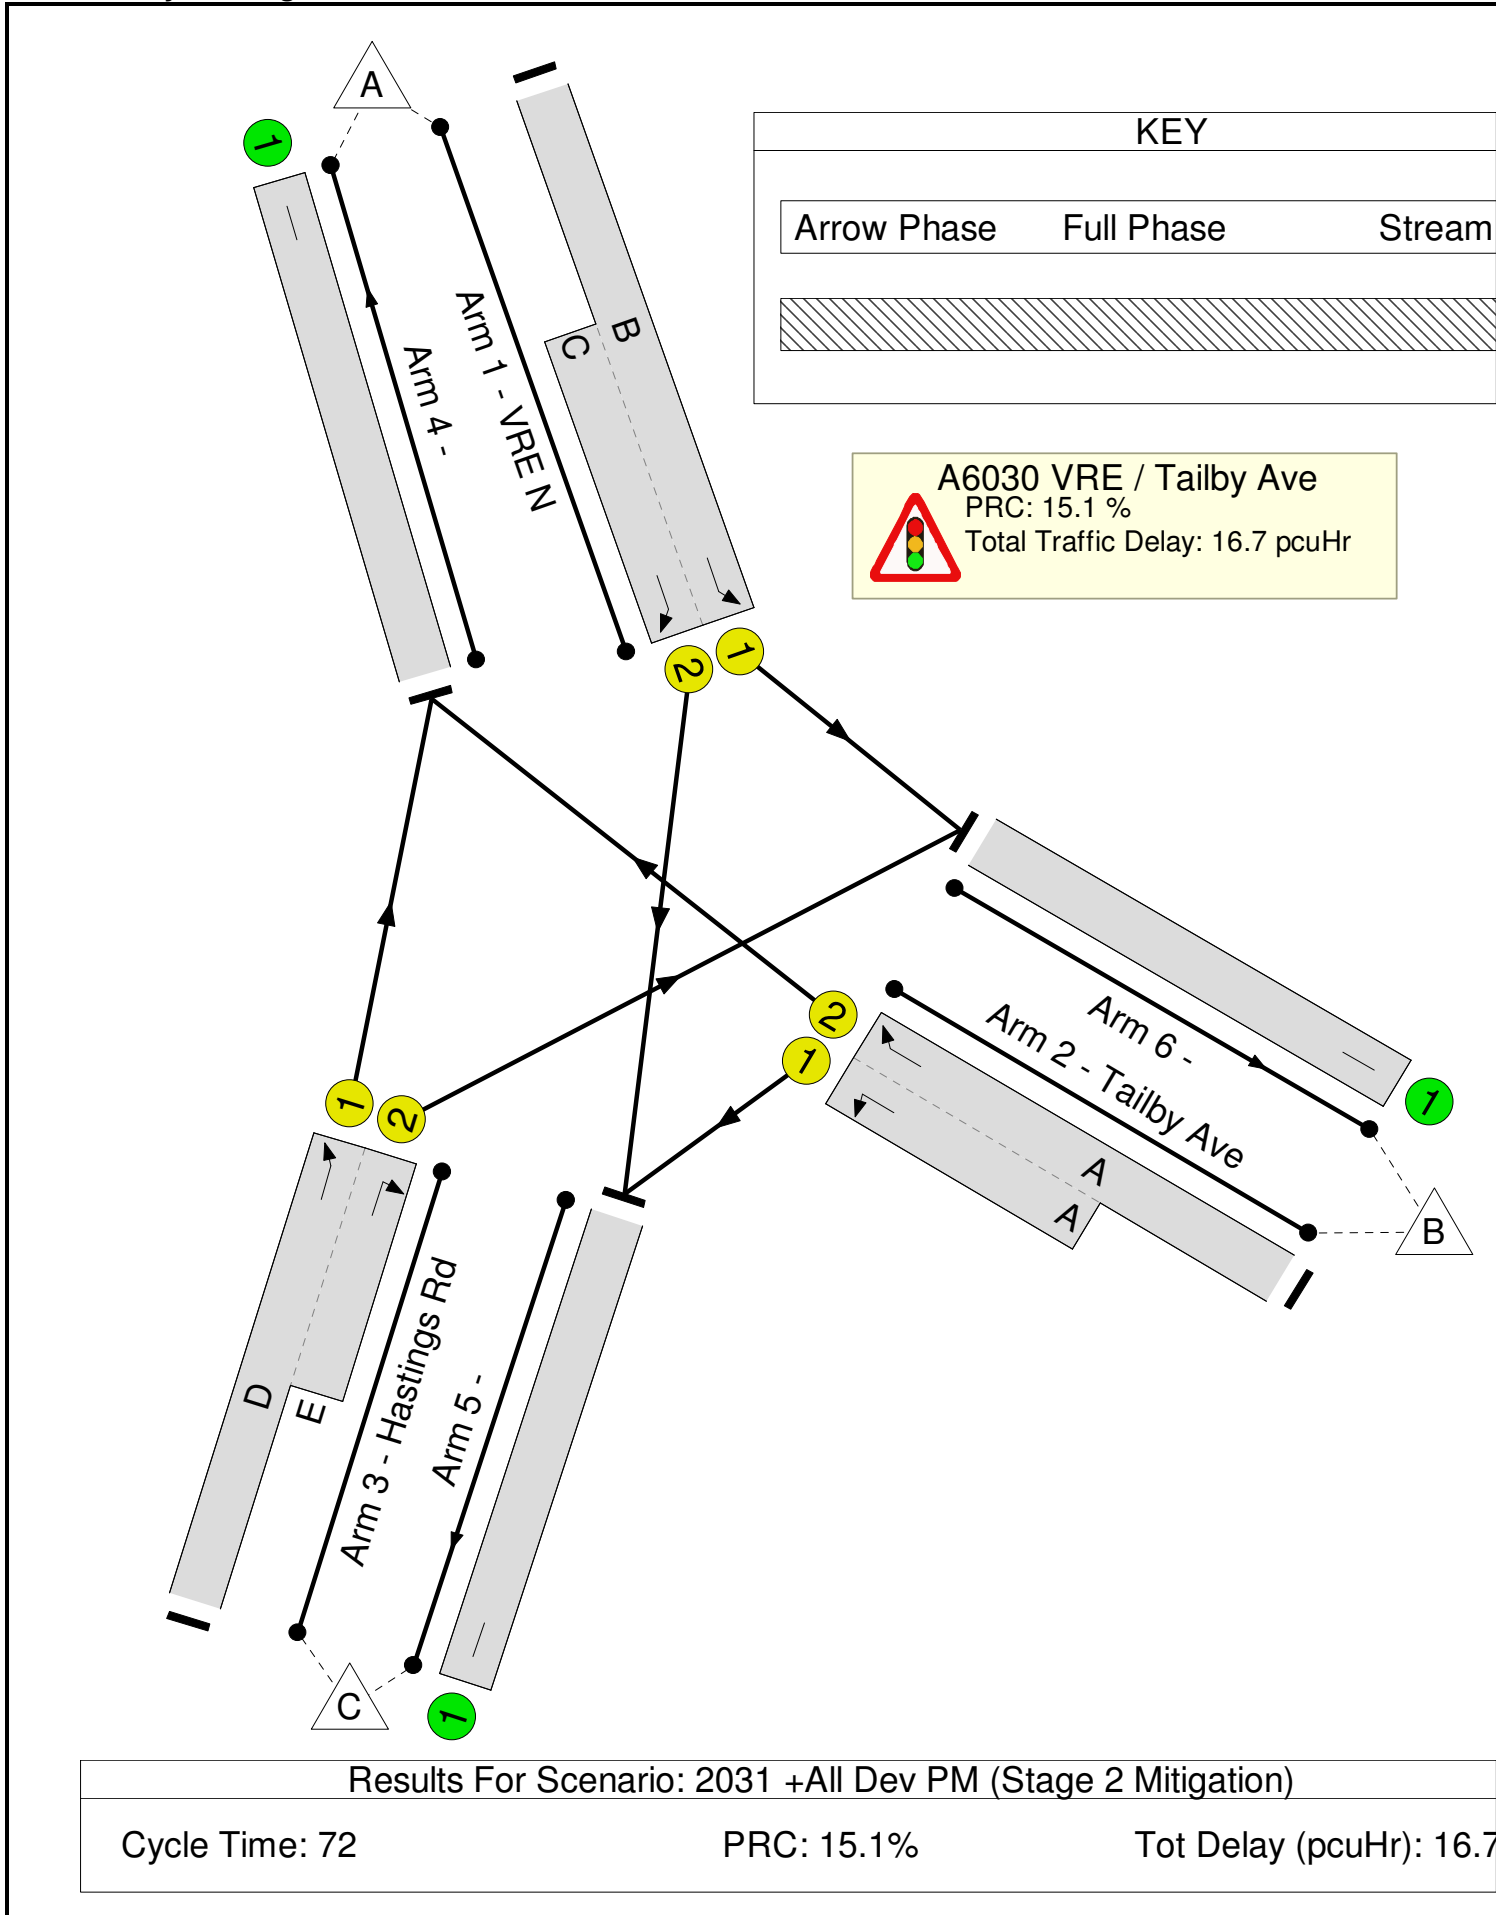 A
1
KEY
Arrow Phase Full Phase Stream
Arm 4 -
Arm 1 - VRE N
B
C
A6030 VRE / Tailby Ave
PRC: 15.1 %
Total Traffic Delay: 16.7 pcuHr
2
1
Arm 6 -
Arm 2 - Tailby Ave
2
1
1
A
A
B
1
2
D
E
Arm 3 - Hastings Rd
Arm 5 -
C
1
Results For Scenario: 2031 +All Dev PM (Stage 2 Mitigation)
Cycle Time: 72 PRC: 15.1% Tot Delay (pcuHr): 16.7